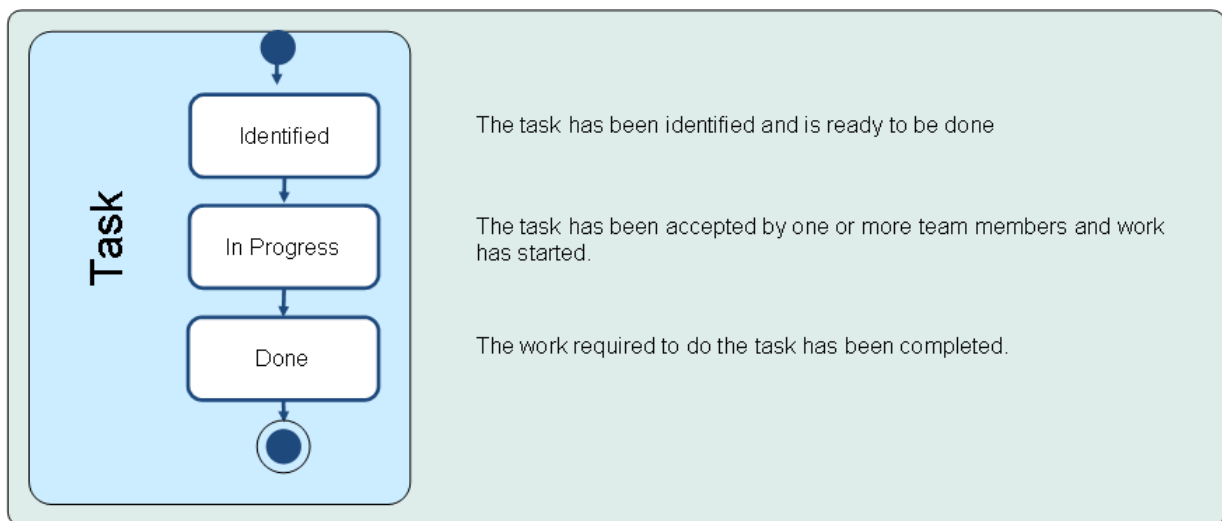 Task
Identified
The task has been identified and is ready to be done
In Progress
The task has been accepted by one or more team members and work
has started.
Done
The work required to do the task has been completed.